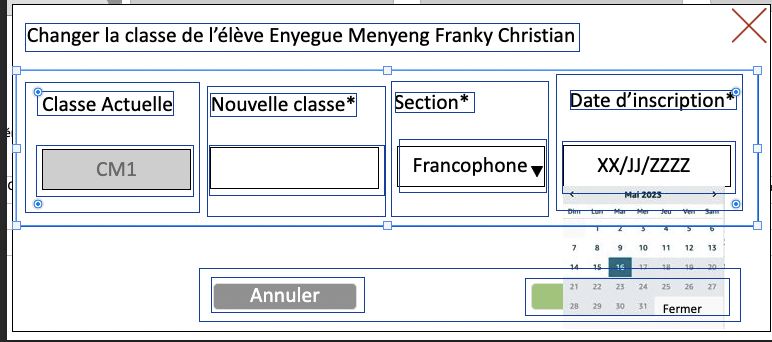 Changer la classe de l’élève Enyegue Menyeng Franky Christian
Classe Actuelle
Nouvelle classe*
Section*
Date d’inscription*
CM1
Francophone
XX/JJ/ZZZZ
Mai 2023
Dim Lun Mar Mer Jeu Ven Sam
1 2 3 4 5 6
7 8 9 10 11 12 13
14 15 16 17 18 19 20
21 22 23 24 25 26 27
28 29 30 31
Annuler
Fermer